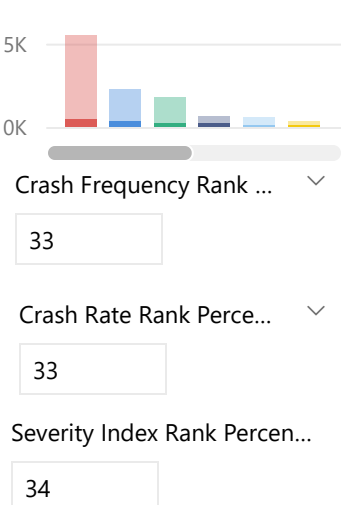 5K
0K
Crash Frequency Rank ...
33
Crash Rate Rank Perce...
33
Severity Index Rank Percen...
34